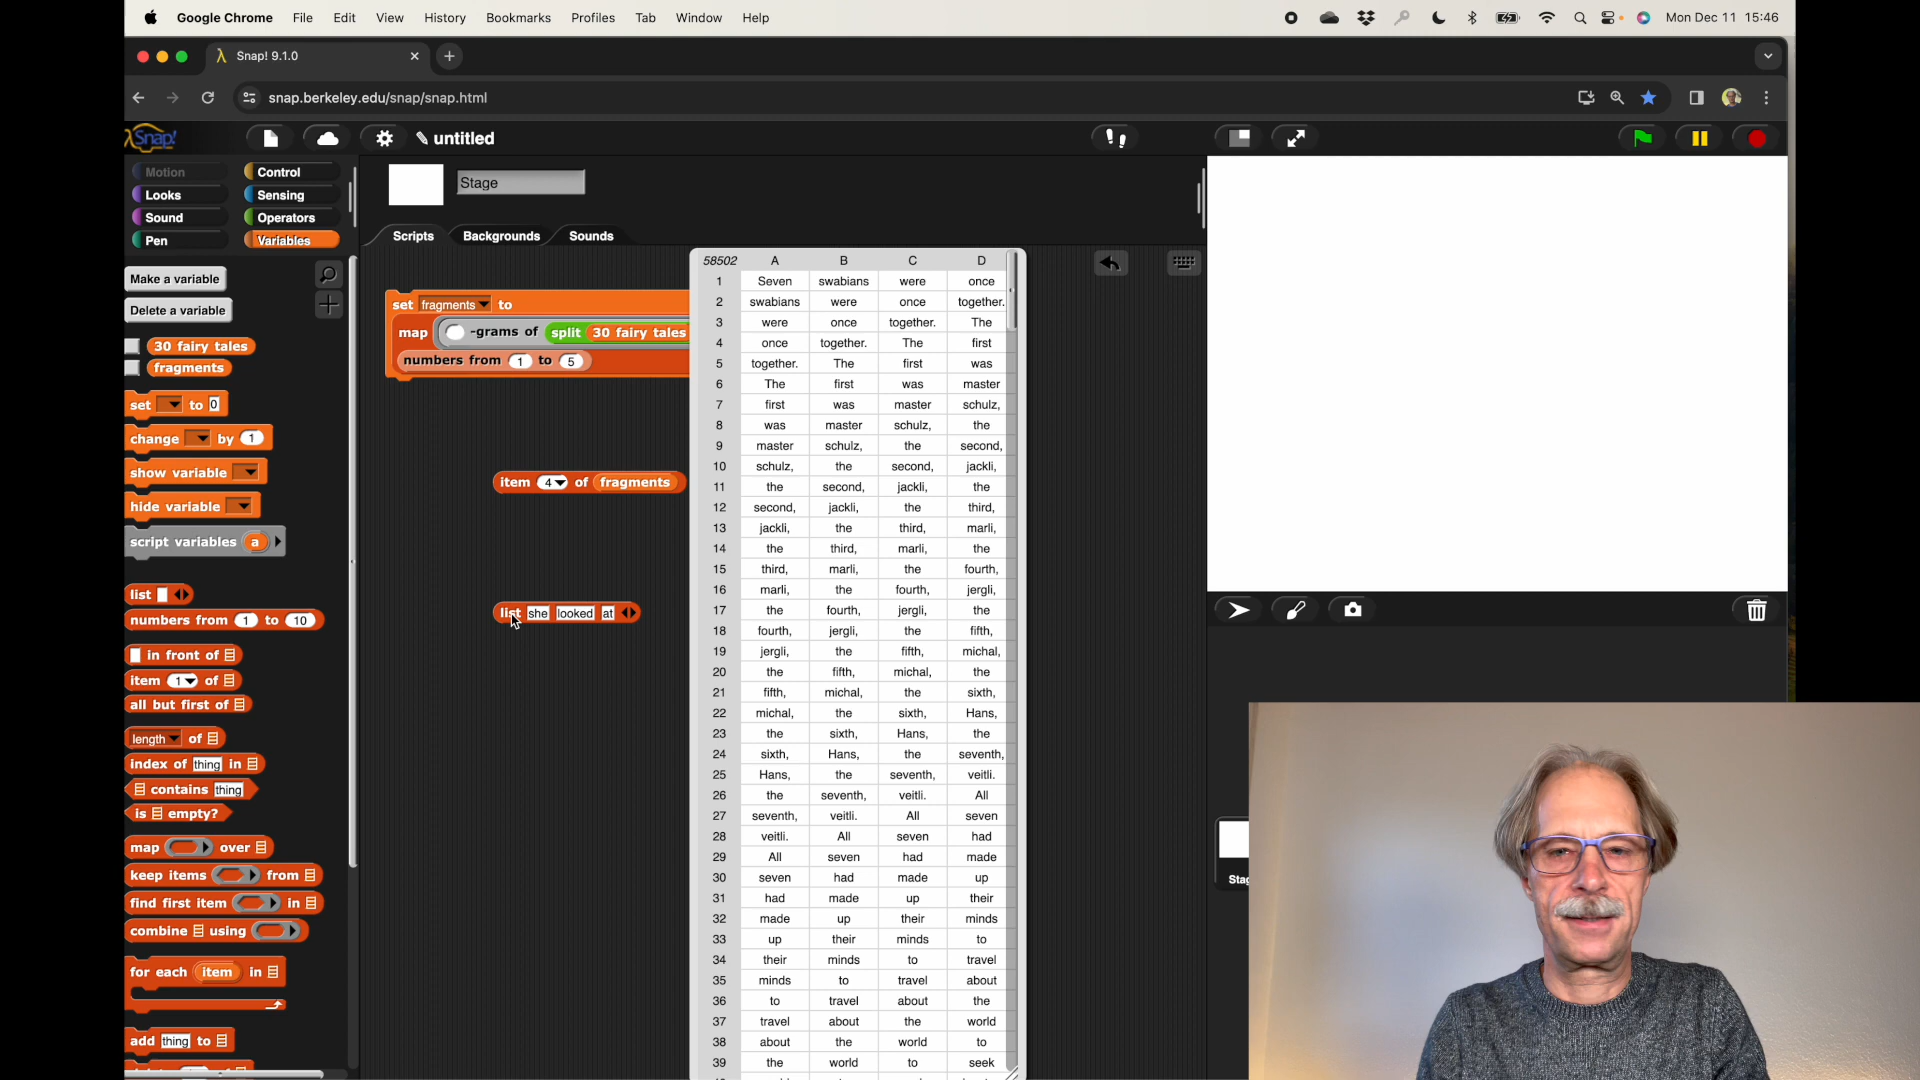 Google Chrome File Edit View History Bookmarks Profiles Tab Window Help Mon Dec 11 15:46
Snap! 9.1.0
snap.berkeley.edu/snap/snap.html
Snap! untitled
Motion Control
Looks Sensing
Sound Operators
Pen Variables
Stage
Scripts Backgrounds Sounds
Make a variable
Delete a variable
30 fairy tales
fragments
set to 0
change by 1
show variable
hide variable
script variables a
list
numbers from 1 to 10
in front of
item 1 of
all but first of
length of
index of thing in
contains thing
is empty?
map over
keep items from
find first item in
combine using
for each item in
add thing to
set fragments to
map -grams of split 30 fairy tales
numbers from 1 to 5
item 4 of fragments
list she looked at
58502 A B C D
1 Seven swabians were once
2 swabians were once together.
3 were once together. The
4 once together. The first
5 together. The first was
6 The first was master
7 first was master schulz,
8 was master schulz, the
9 master schulz, the second,
10 schulz, the second, jackli,
11 the second, jackli, the
12 second, jackli, the third,
13 jackli, the third, marli,
14 the third, marli, the
15 third, marli, the fourth,
16 marli, the fourth, jergli,
17 the fourth, jergli, the
18 fourth, jergli, the fifth,
19 jergli, the fifth, michal,
20 the fifth, michal, the
21 fifth, michal, the sixth,
22 michal, the sixth, Hans,
23 the sixth, Hans, the
24 sixth, Hans, the seventh,
25 Hans, the seventh, veitli.
26 the seventh, veitli. All
27 seventh, veitli. All seven
28 veitli. All seven had
29 All seven had made
30 seven had made up
31 had made up their
32 made up their minds
33 up their minds to
34 their minds to travel
35 minds to travel about
36 to travel about the
37 travel about the world
38 about the world to
39 the world to seek